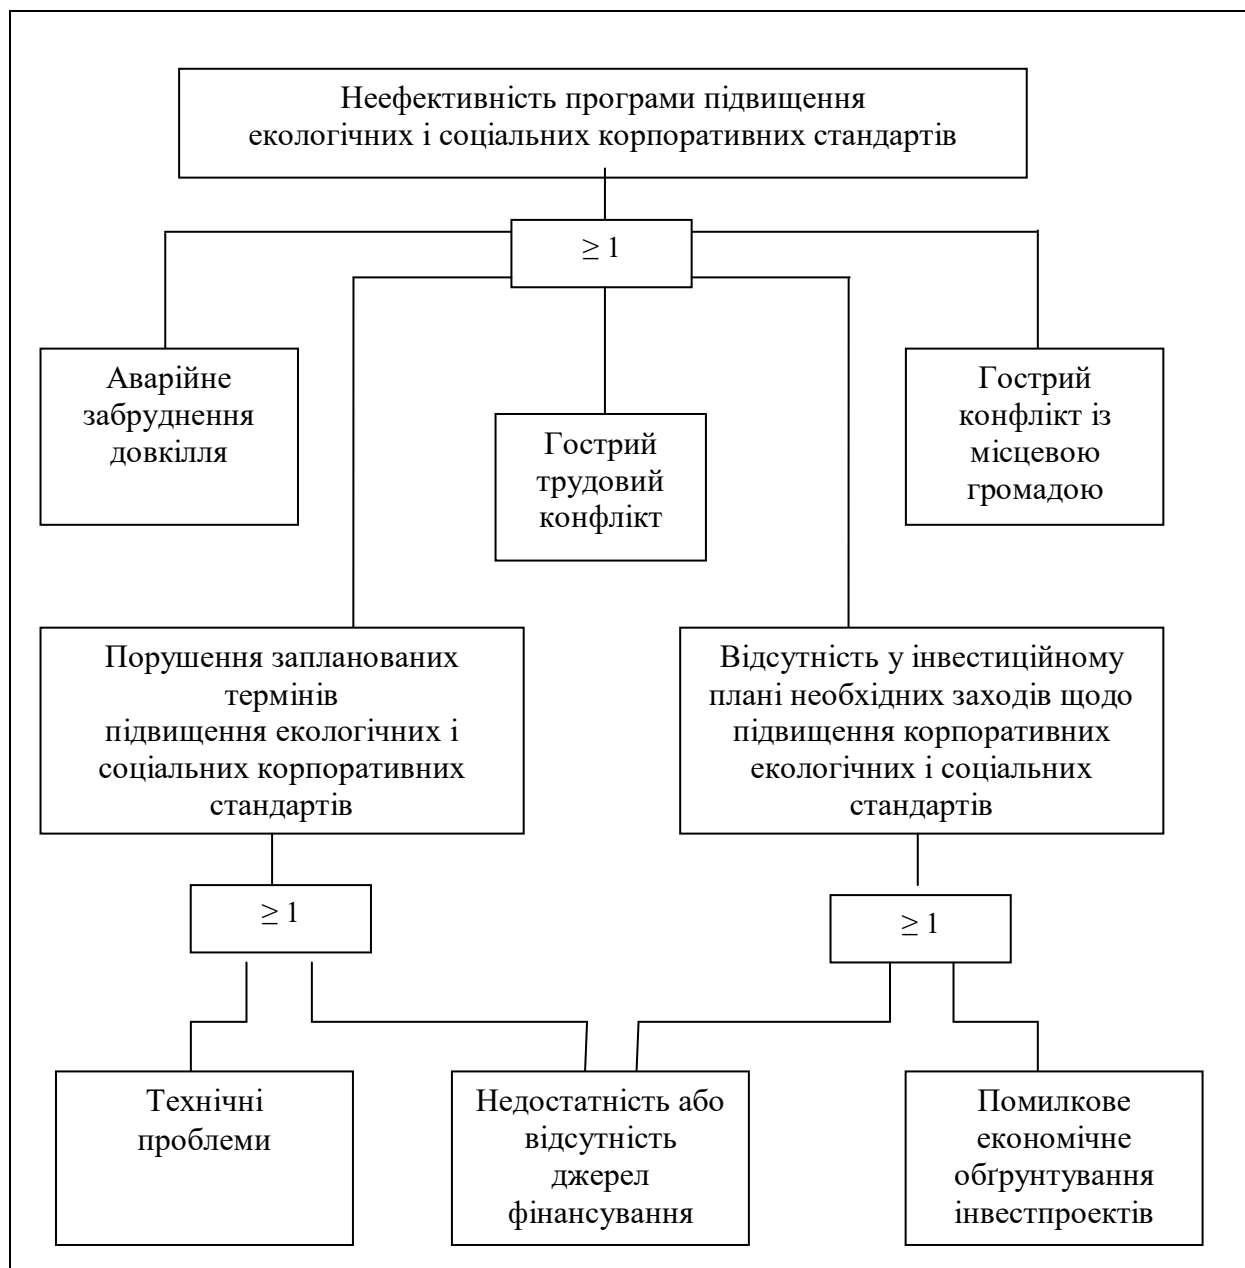 Неефективність програми підвищення
екологічних і соціальних корпоративних стандартів
≥ 1
Аварійне
забруднення
довкілля
Гострий
трудовий
конфлікт
Гострий
конфлікт із
місцевою
громадою
Порушення запланованих
термінів
підвищення екологічних і
соціальних корпоративних
стандартів
Відсутність у інвестиційному
плані необхідних заходів щодо
підвищення корпоративних
екологічних і соціальних
стандартів
≥ 1
≥ 1
Технічні
проблеми
Недостатність або
відсутність
джерел
фінансування
Помилкове
економічне
обґрунтування
інвестпроектів